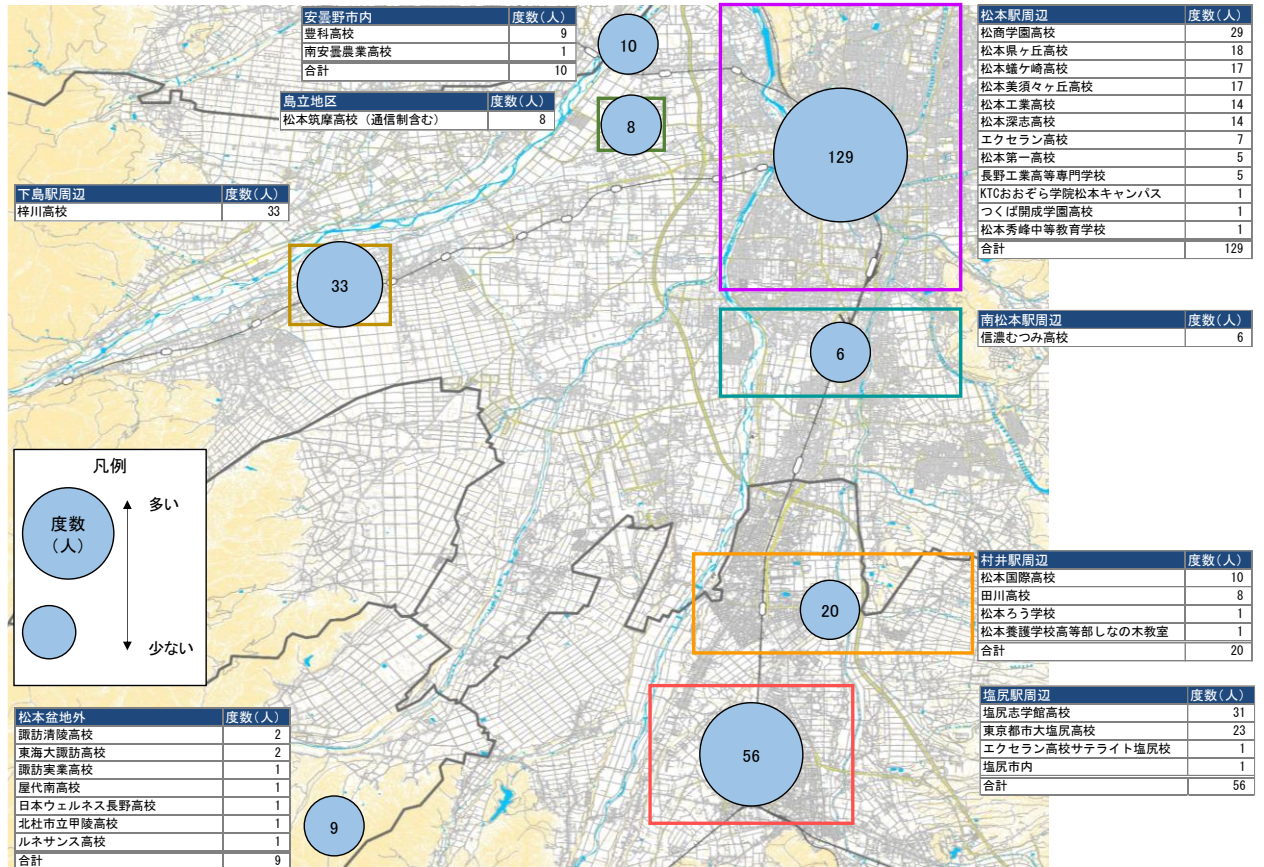 安曇野市内 度数(人)
豊科高校 9
南安曇農業高校 1
合計 10
10
島立地区 度数(人)
松本筑摩高校（通信制含む） 8
8
下島駅周辺 度数(人)
梓川高校 33
33
松本駅周辺 度数(人)
松商学園高校 29
松本県ヶ丘高校 18
松本蟻ケ崎高校 17
松本美須々ヶ丘高校 17
松本工業高校 14
松本深志高校 14
エクセラン高校 7
松本第一高校 5
長野工業高等専門学校 5
KTCおおぞら学院松本キャンパス 1
つくば開成学園高校 1
松本秀峰中等教育学校 1
合計 129
129
南松本駅周辺 度数(人)
信濃むつみ高校 6
6
凡例
度数
（人）
多い
少ない
村井駅周辺 度数(人)
松本国際高校 10
田川高校 8
松本ろう学校 1
松本養護学校高等部しなの木教室 1
合計 20
20
塩尻駅周辺 度数(人)
塩尻志学館高校 31
東京都市大塩尻高校 23
エクセラン高校サテライト塩尻校 1
塩尻市内 1
合計 56
56
松本盆地外 度数(人)
諏訪清陵高校 2
東海大諏訪高校 2
諏訪実業高校 1
屋代南高校 1
日本ウェルネス長野高校 1
北杜市立甲陵高校 1
ルネサンス高校 1
合計 9
9